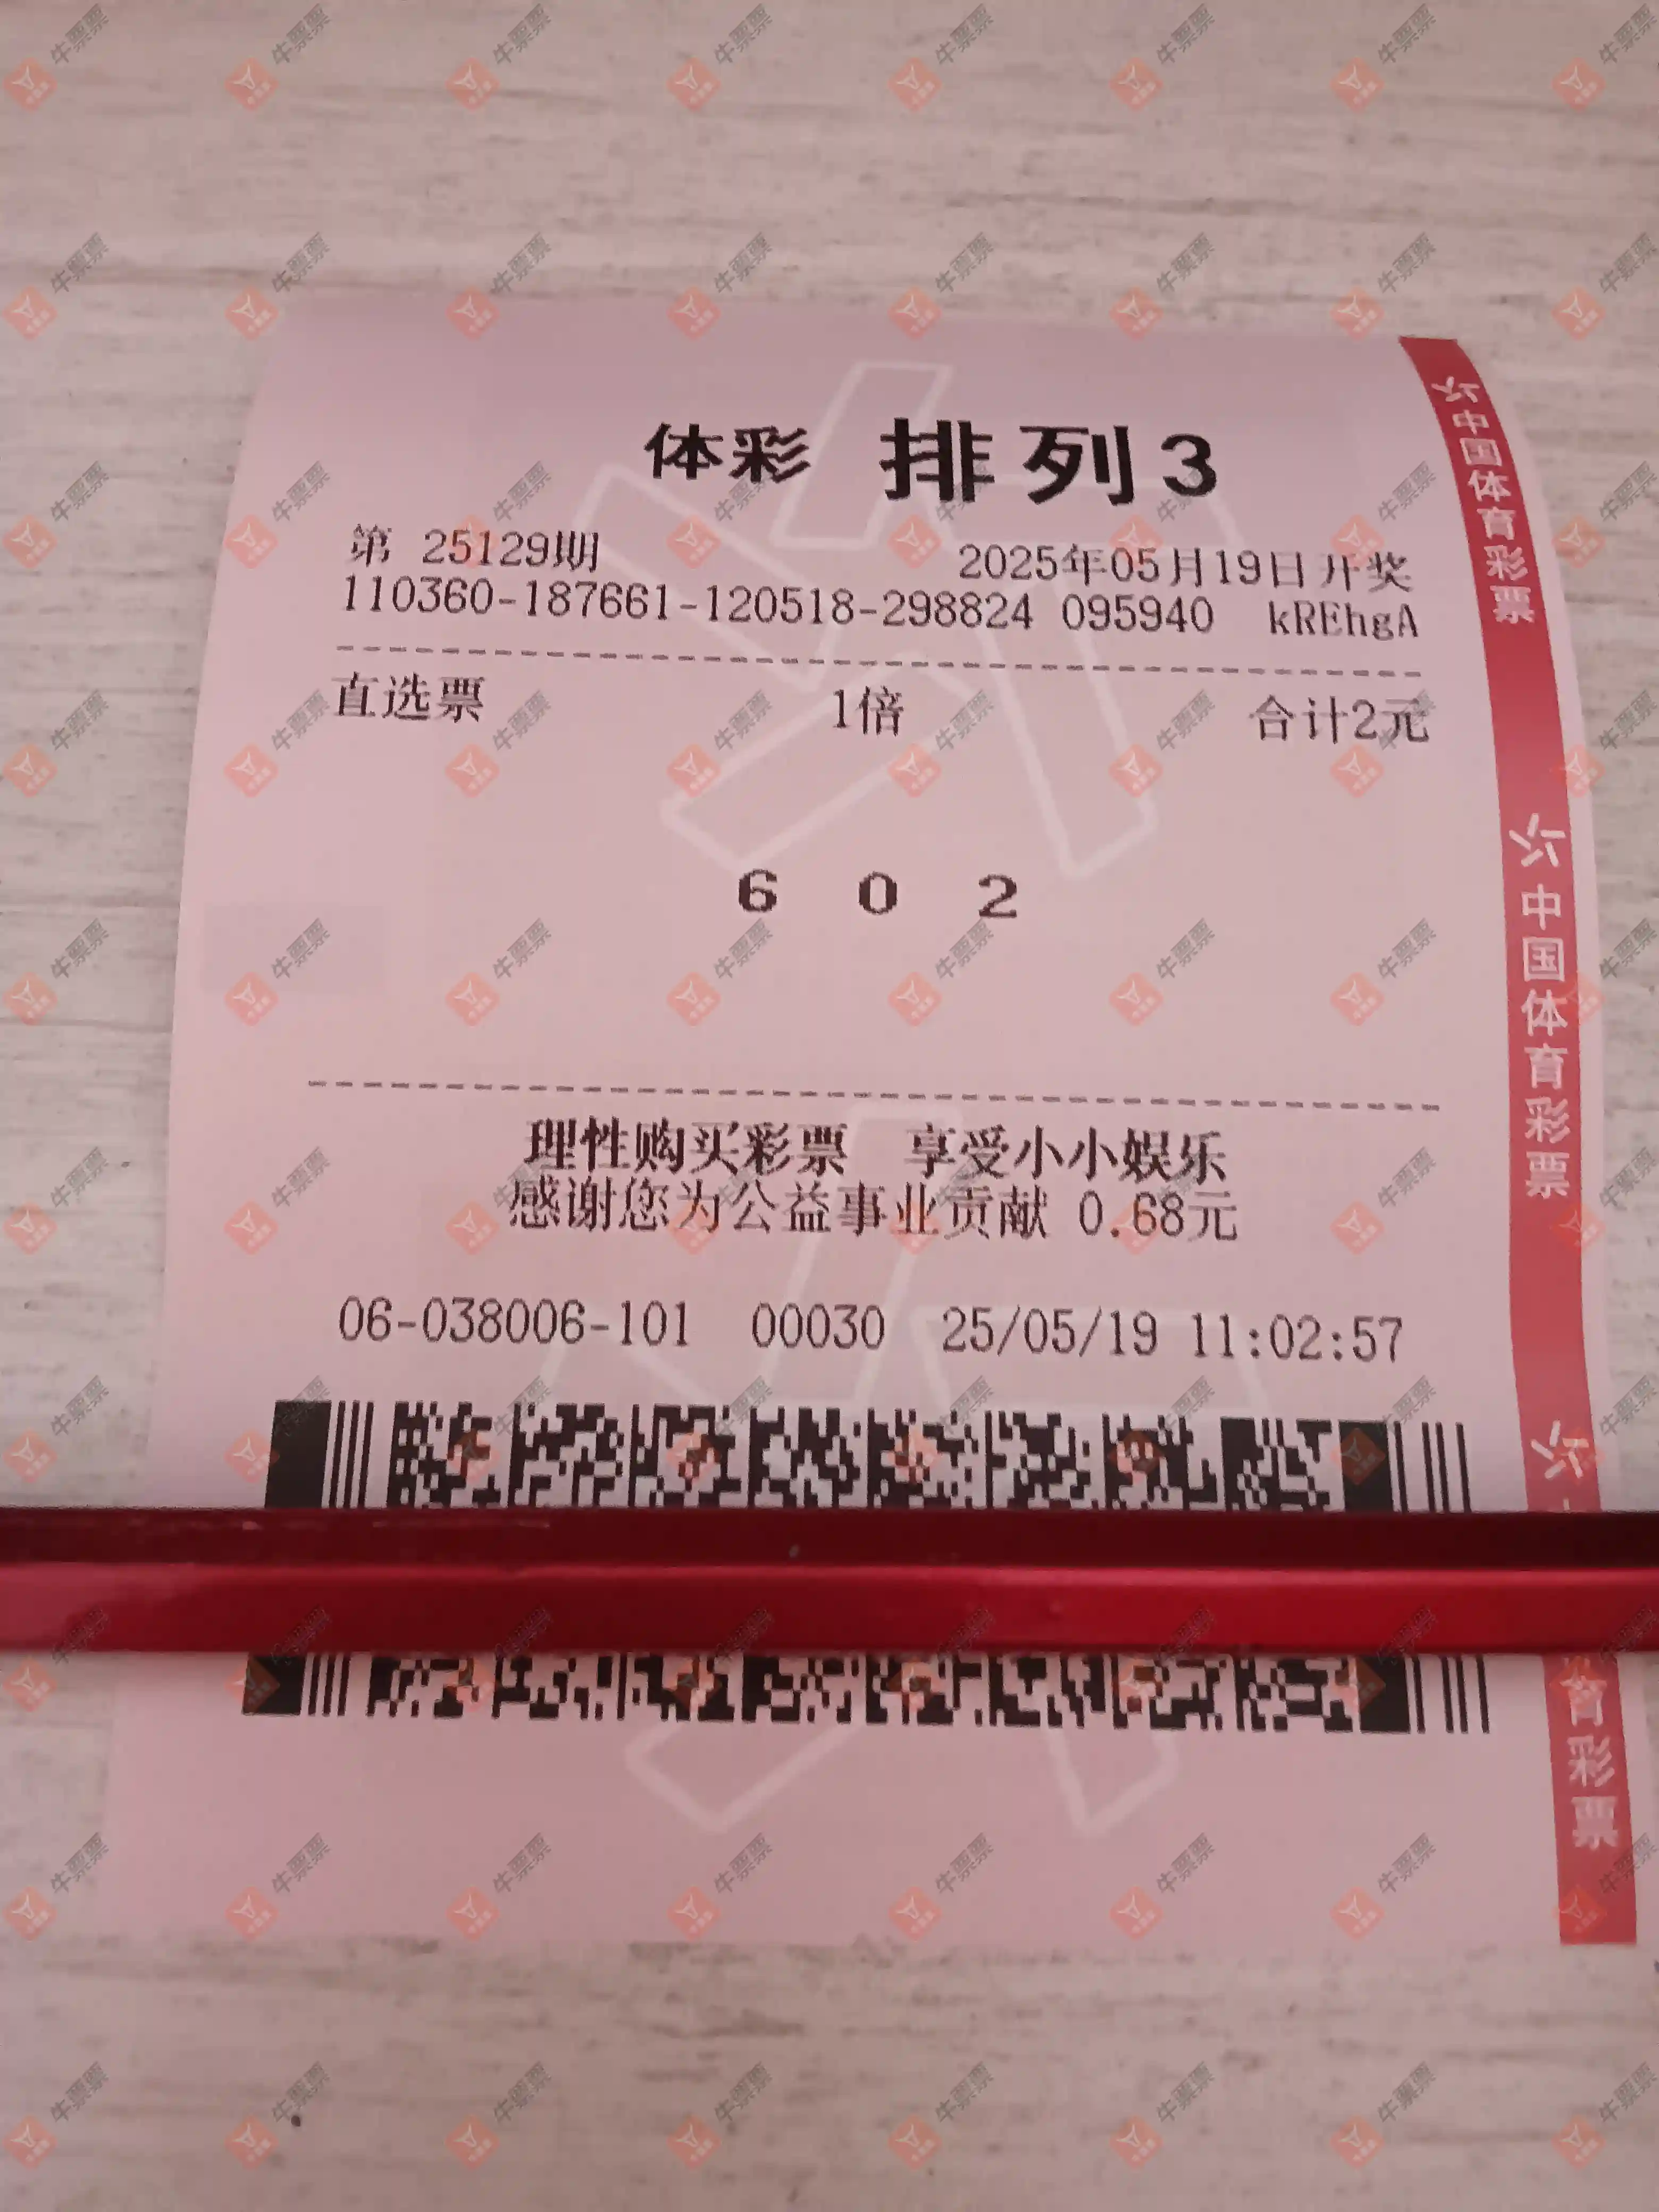 体彩 排列3
第 25129期 2025年05月19日开奖
110360-187661-120518-298824 095940 kREhgA
直选票 1倍 合计2元
6 0 2
理性购买彩票 享受小小娱乐
感谢您为公益事业贡献 0.68元
06-038006-101 00030 25/05/19 11:02:57
中国体育彩票
中国体育彩票
育彩票
牛票票